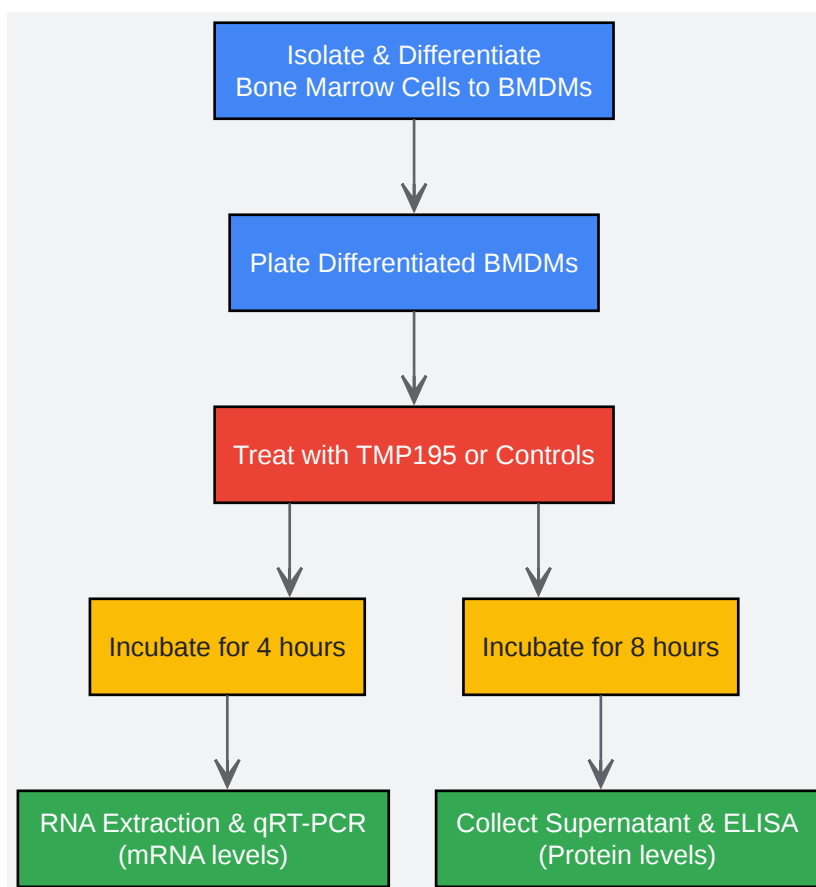 Isolate & Differentiate
Bone Marrow Cells to BMDMs
Plate Differentiated BMDMs
Treat with TMP195 or Controls
Incubate for 4 hours
Incubate for 8 hours
RNA Extraction & qRT-PCR
(mRNA levels)
Collect Supernatant & ELISA
(Protein levels)